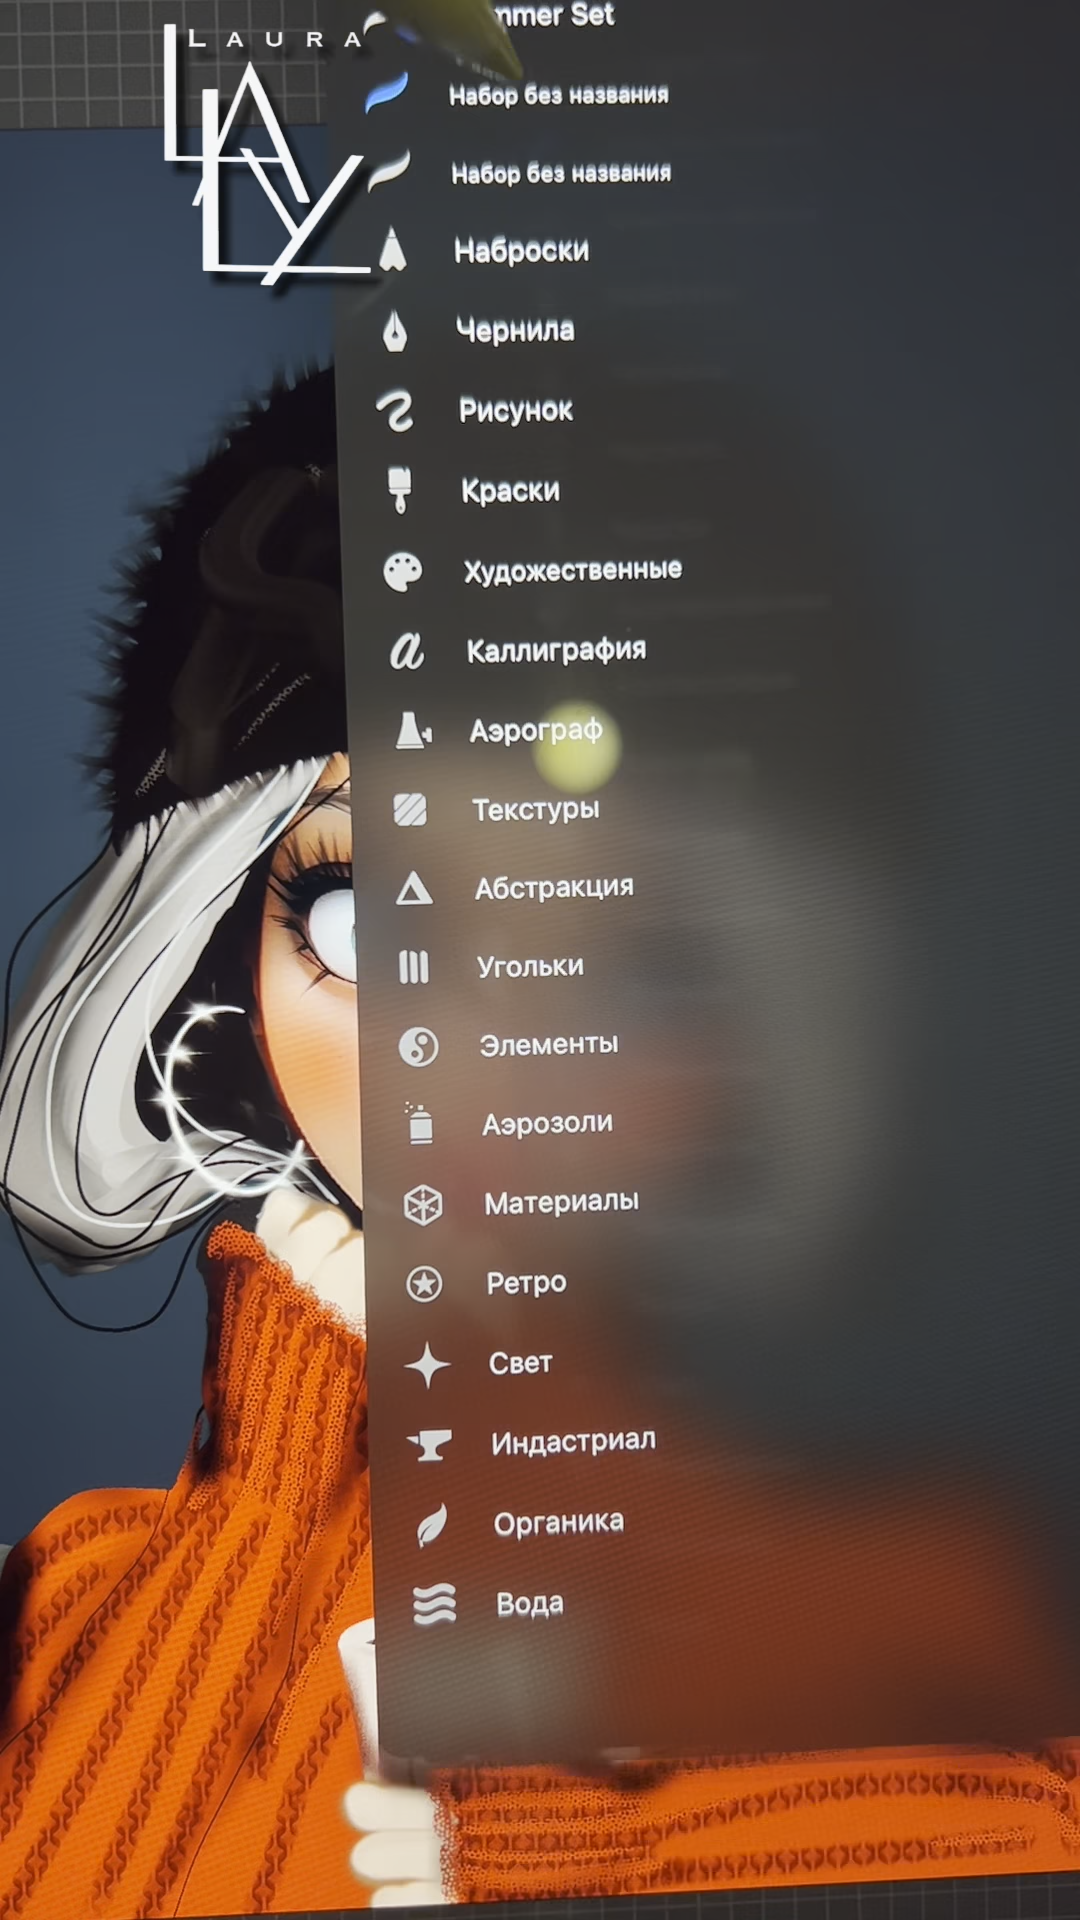 LAURA
LALY
mmer Set
Набор без названия
Набор без названия
Наброски
Чернила
Рисунок
Краски
Художественные
Каллиграфия
Аэрограф
Текстуры
Абстракция
Угольки
Элементы
Аэрозоли
Материалы
Ретро
Свет
Индастриал
Органика
Вода